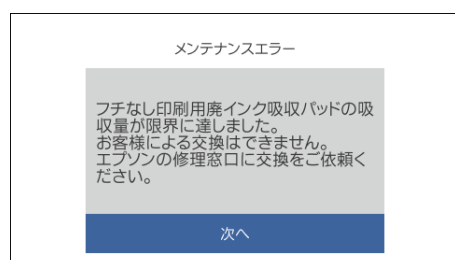 メンテナンスエラー
フチなし印刷用廃インク吸収パッドの吸
収量が限界に達しました。
お客様による交換はできません。
エプソンの修理窓口に交換をご依頼く
ださい。
次へ